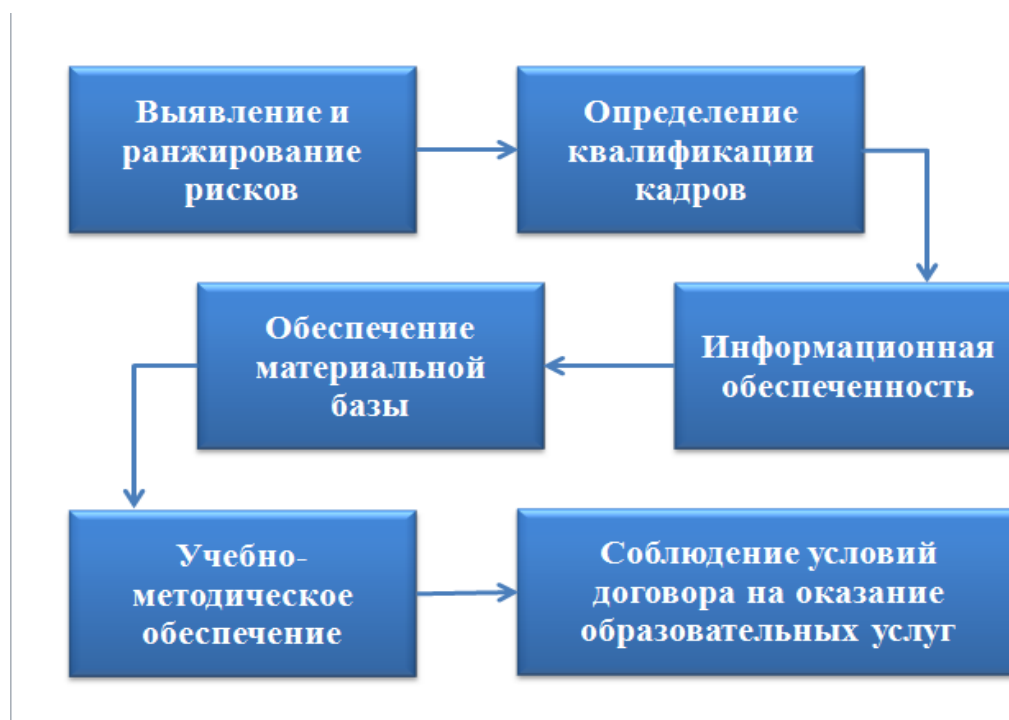 Выявление и
ранжирование
рисков
Определение
квалификации
кадров
Информационная
обеспеченность
Обеспечение
материальной
базы
Учебно-
методическое
обеспечение
Соблюдение условий
договора на оказание
образовательных услуг